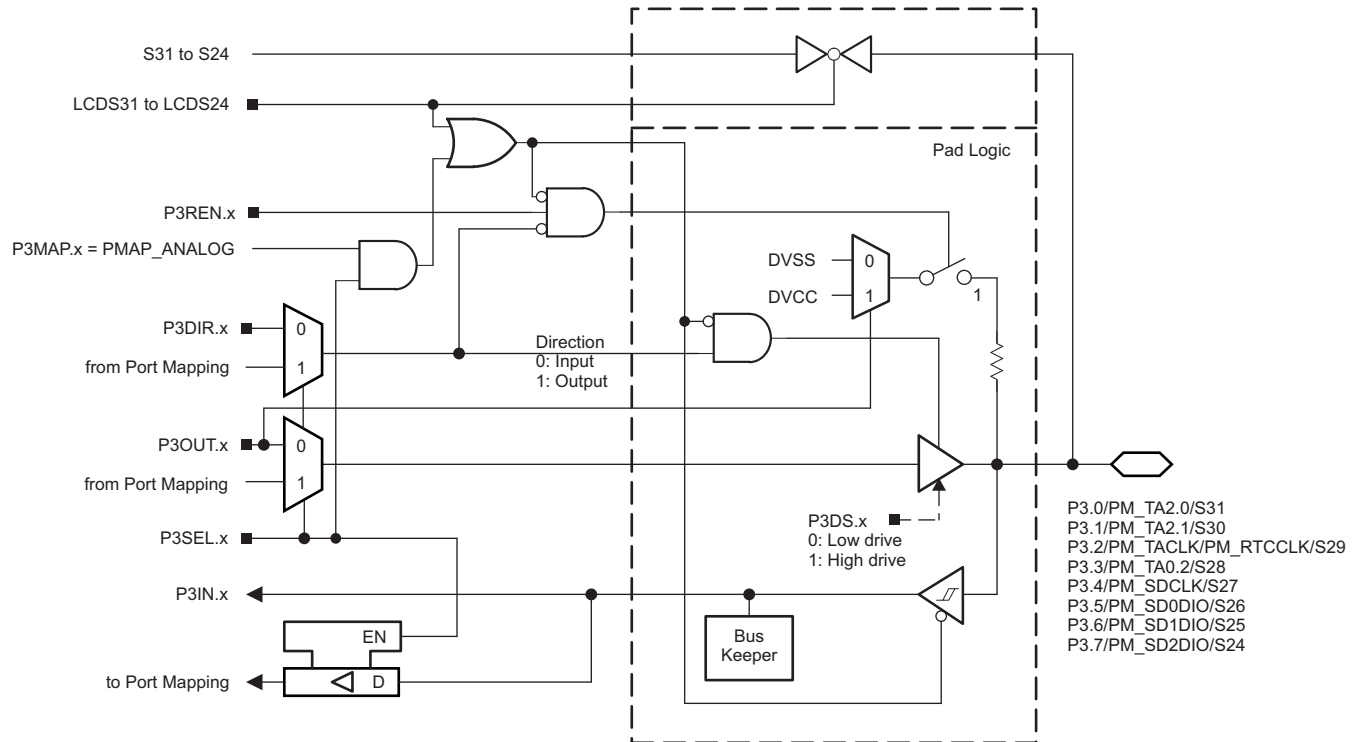 S31 to S24
LCDS31 to LCDS24
Pad Logic
P3REN.x
P3MAP.x = PMAP_ANALOG
DVSS
0
DVCC
1
1
P3DIR.x
0
from Port Mapping
1
Direction
0: Input
1: Output
P3OUT.x
0
from Port Mapping
1
P3SEL.x
P3DS.x
0: Low drive
1: High drive
P3.0/PM_TA2.0/S31
P3.1/PM_TA2.1/S30
P3.2/PM_TACLK/PM_RTCCLK/S29
P3.3/PM_TA0.2/S28
P3.4/PM_SDCLK/S27
P3.5/PM_SD0DIO/S26
P3.6/PM_SD1DIO/S25
P3.7/PM_SD2DIO/S24
P3IN.x
Bus
Keeper
EN
to Port Mapping
D